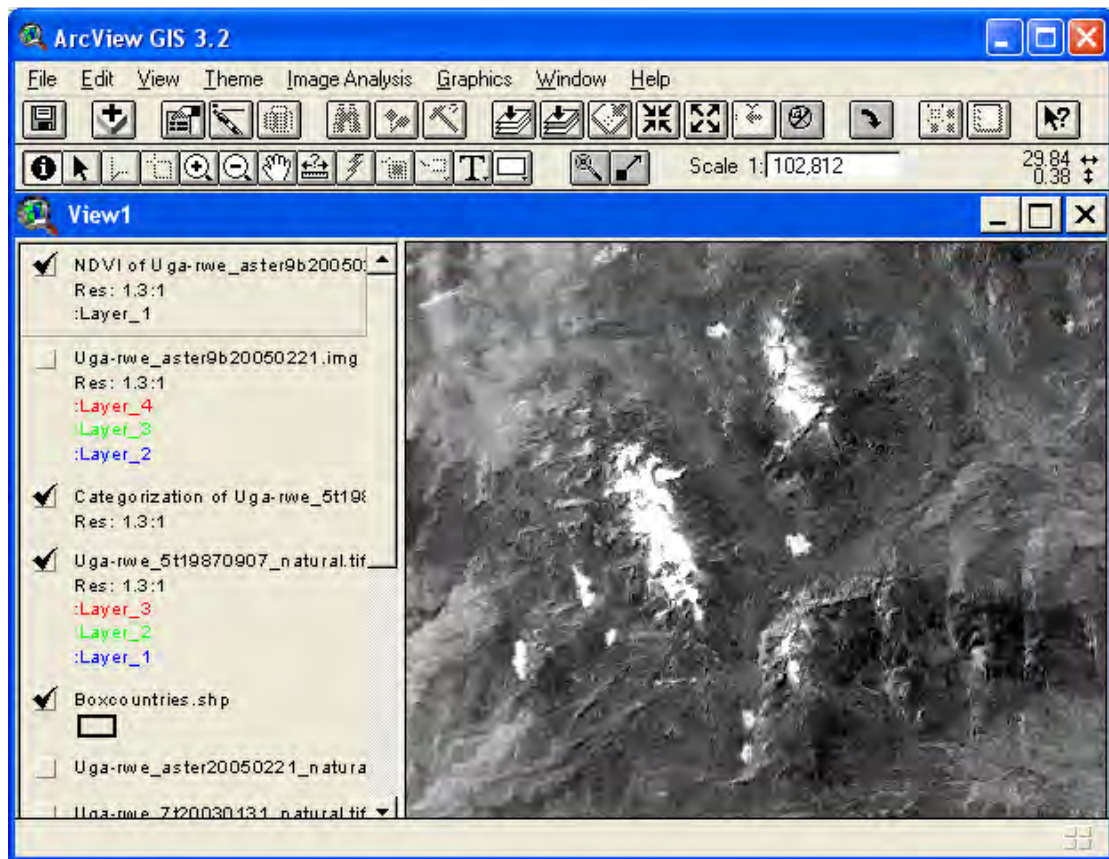 ArcView GIS 3.2
File Edit View Theme Image Analysis Graphics Window Help
Scale 1: 102,812
29.84
0.38
View1
NDVI of Uga-rwe_aster9b20050
Res: 1.3:1
:Layer_1
Uga-rwe_aster9b20050221.img
Res: 1.3:1
:Layer_4
:Layer_3
:Layer_2
Categorization of Uga-rwe_5t198
Res: 1.3:1
Uga-rwe_5t19870907_natural.tif
Res: 1.3:1
:Layer_3
:Layer_2
:Layer_1
Boxcountries.shp
Uga-rwe_aster20050221_natura
Uga-rwe_7t20030131_natural.tif